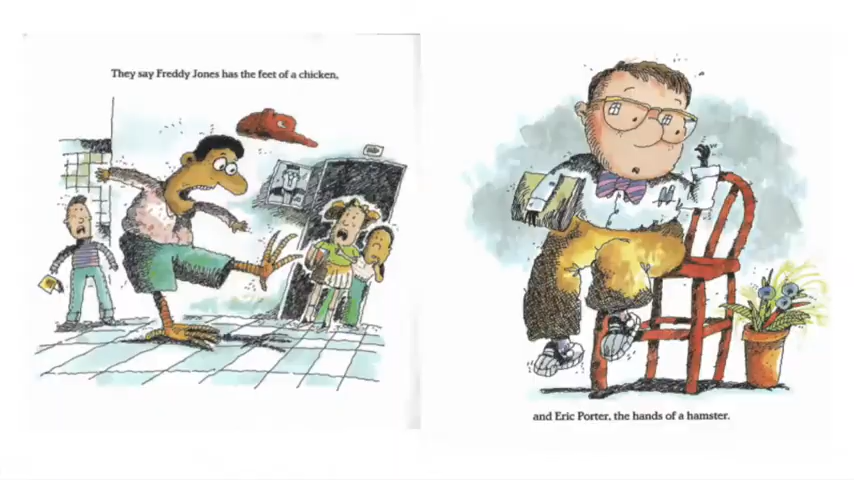 They say Freddy Jones has the feet of a chicken,
and Eric Porter, the hands of a hamster.